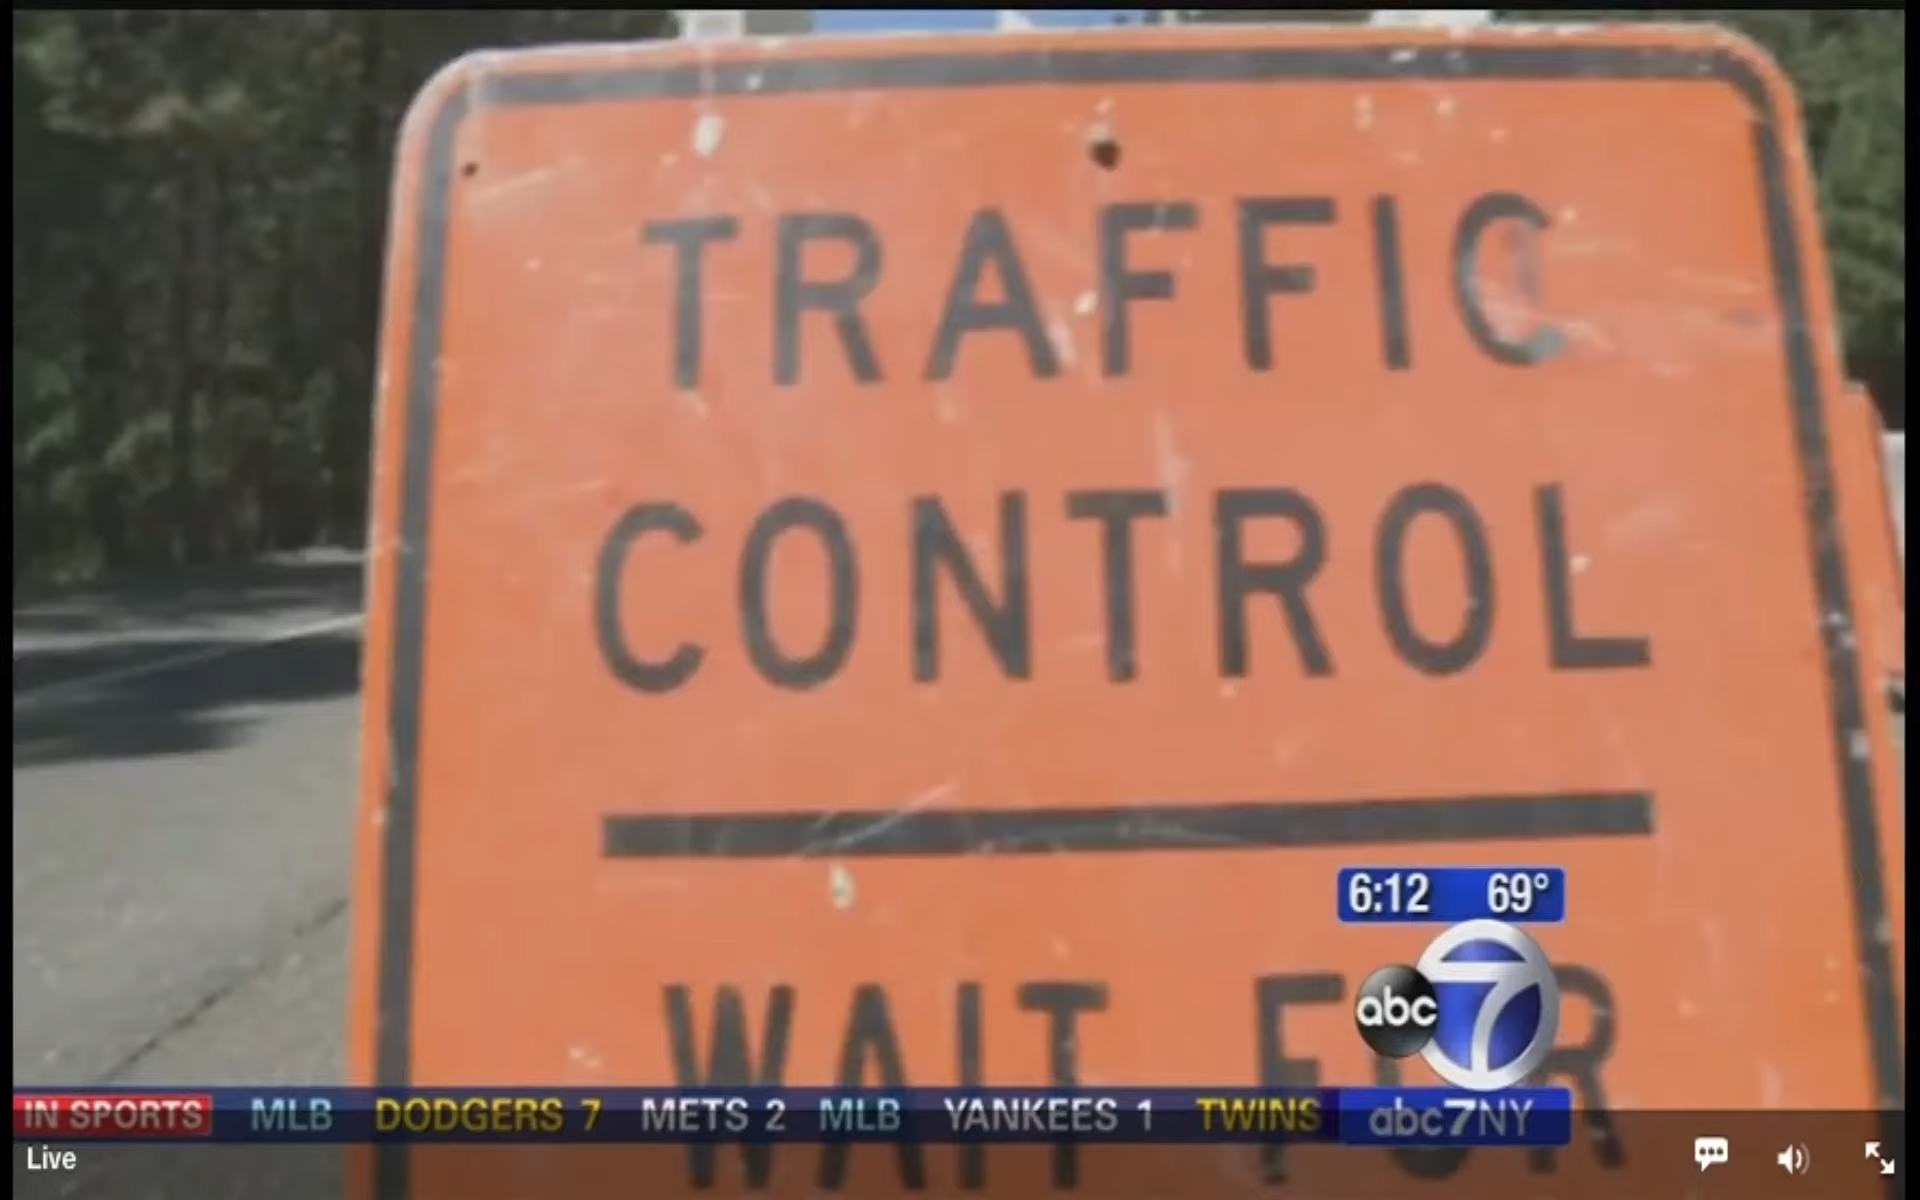 TRAFFIC
CONTROL
WAIT FOR
6:12 69°
abc 7
IN SPORTS MLB DODGERS 7 METS 2 MLB YANKEES 1 TWINS
abc7NY
Live